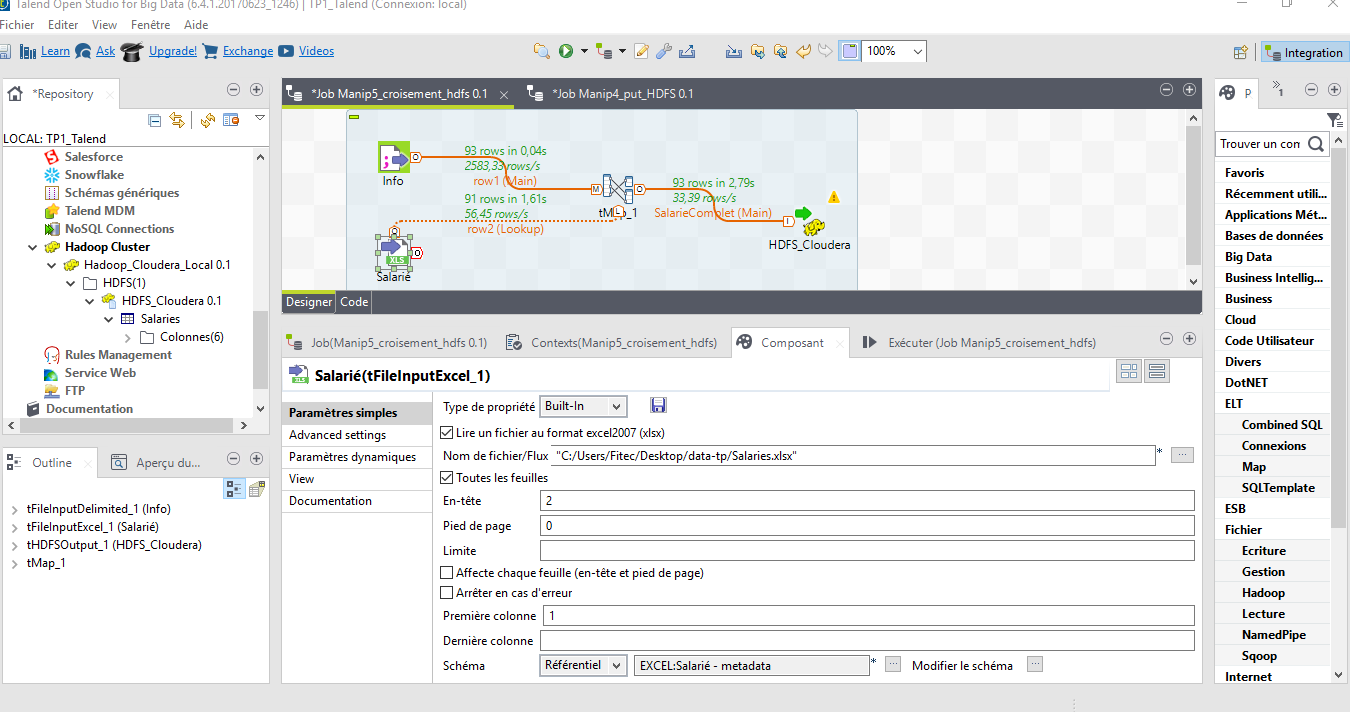 Talend Open Studio for Big Data (6.4.1.20170623_1246) | TP1_Talend (Connexion: local)
Fichier Editer View Fenêtre Aide
Learn Ask Upgrade! Exchange Videos 100% Integration
*Repository
LOCAL: TP1_Talend
Salesforce
Snowflake
Schémas génériques
Talend MDM
NoSQL Connections
Hadoop Cluster
Hadoop_Cloudera_Local 0.1
HDFS(1)
HDFS_Cloudera 0.1
Salaries
Colonnes(6)
Rules Management
Service Web
FTP
Documentation
Outline Aperçu du...
tFileInputDelimited_1 (Info)
tFileInputExcel_1 (Salarié)
tHDFSOutput_1 (HDFS_Cloudera)
tMap_1
*Job Manip5_croisement_hdfs 0.1 *Job Manip4_put_HDFS 0.1
93 rows in 0,04s
2583,33 rows/s
row1 (Main)
Info
91 rows in 1,61s
56,45 rows/s
row2 (Lookup)
XLS
Salarié
tMap_1
93 rows in 2,79s
33,39 rows/s
SalarieComplet (Main)
HDFS_Cloudera
Designer Code
Job(Manip5_croisement_hdfs 0.1) Contexts(Manip5_croisement_hdfs) Composant Exécuter (Job Manip5_croisement_hdfs)
Salarié(tFileInputExcel_1)
Paramètres simples
Advanced settings
Paramètres dynamiques
View
Documentation
Type de propriété Built-In
Lire un fichier au format excel2007 (xlsx)
Nom de fichier/Flux "C:/Users/Fitec/Desktop/data-tp/Salaries.xlsx" * ...
Toutes les feuilles
En-tête 2
Pied de page 0
Limite
Affecte chaque feuille (en-tête et pied de page)
Arrêter en cas d'erreur
Première colonne 1
Dernière colonne
Schéma Référentiel EXCEL:Salarié - metadata * ... Modifier le schéma ...
P
Trouver un con
Favoris
Récemment utili...
Applications Mét...
Bases de données
Big Data
Business Intellig...
Business
Cloud
Code Utilisateur
Divers
DotNET
ELT
Combined SQL
Connexions
Map
SQLTemplate
ESB
Fichier
Ecriture
Gestion
Hadoop
Lecture
NamedPipe
Sqoop
Internet